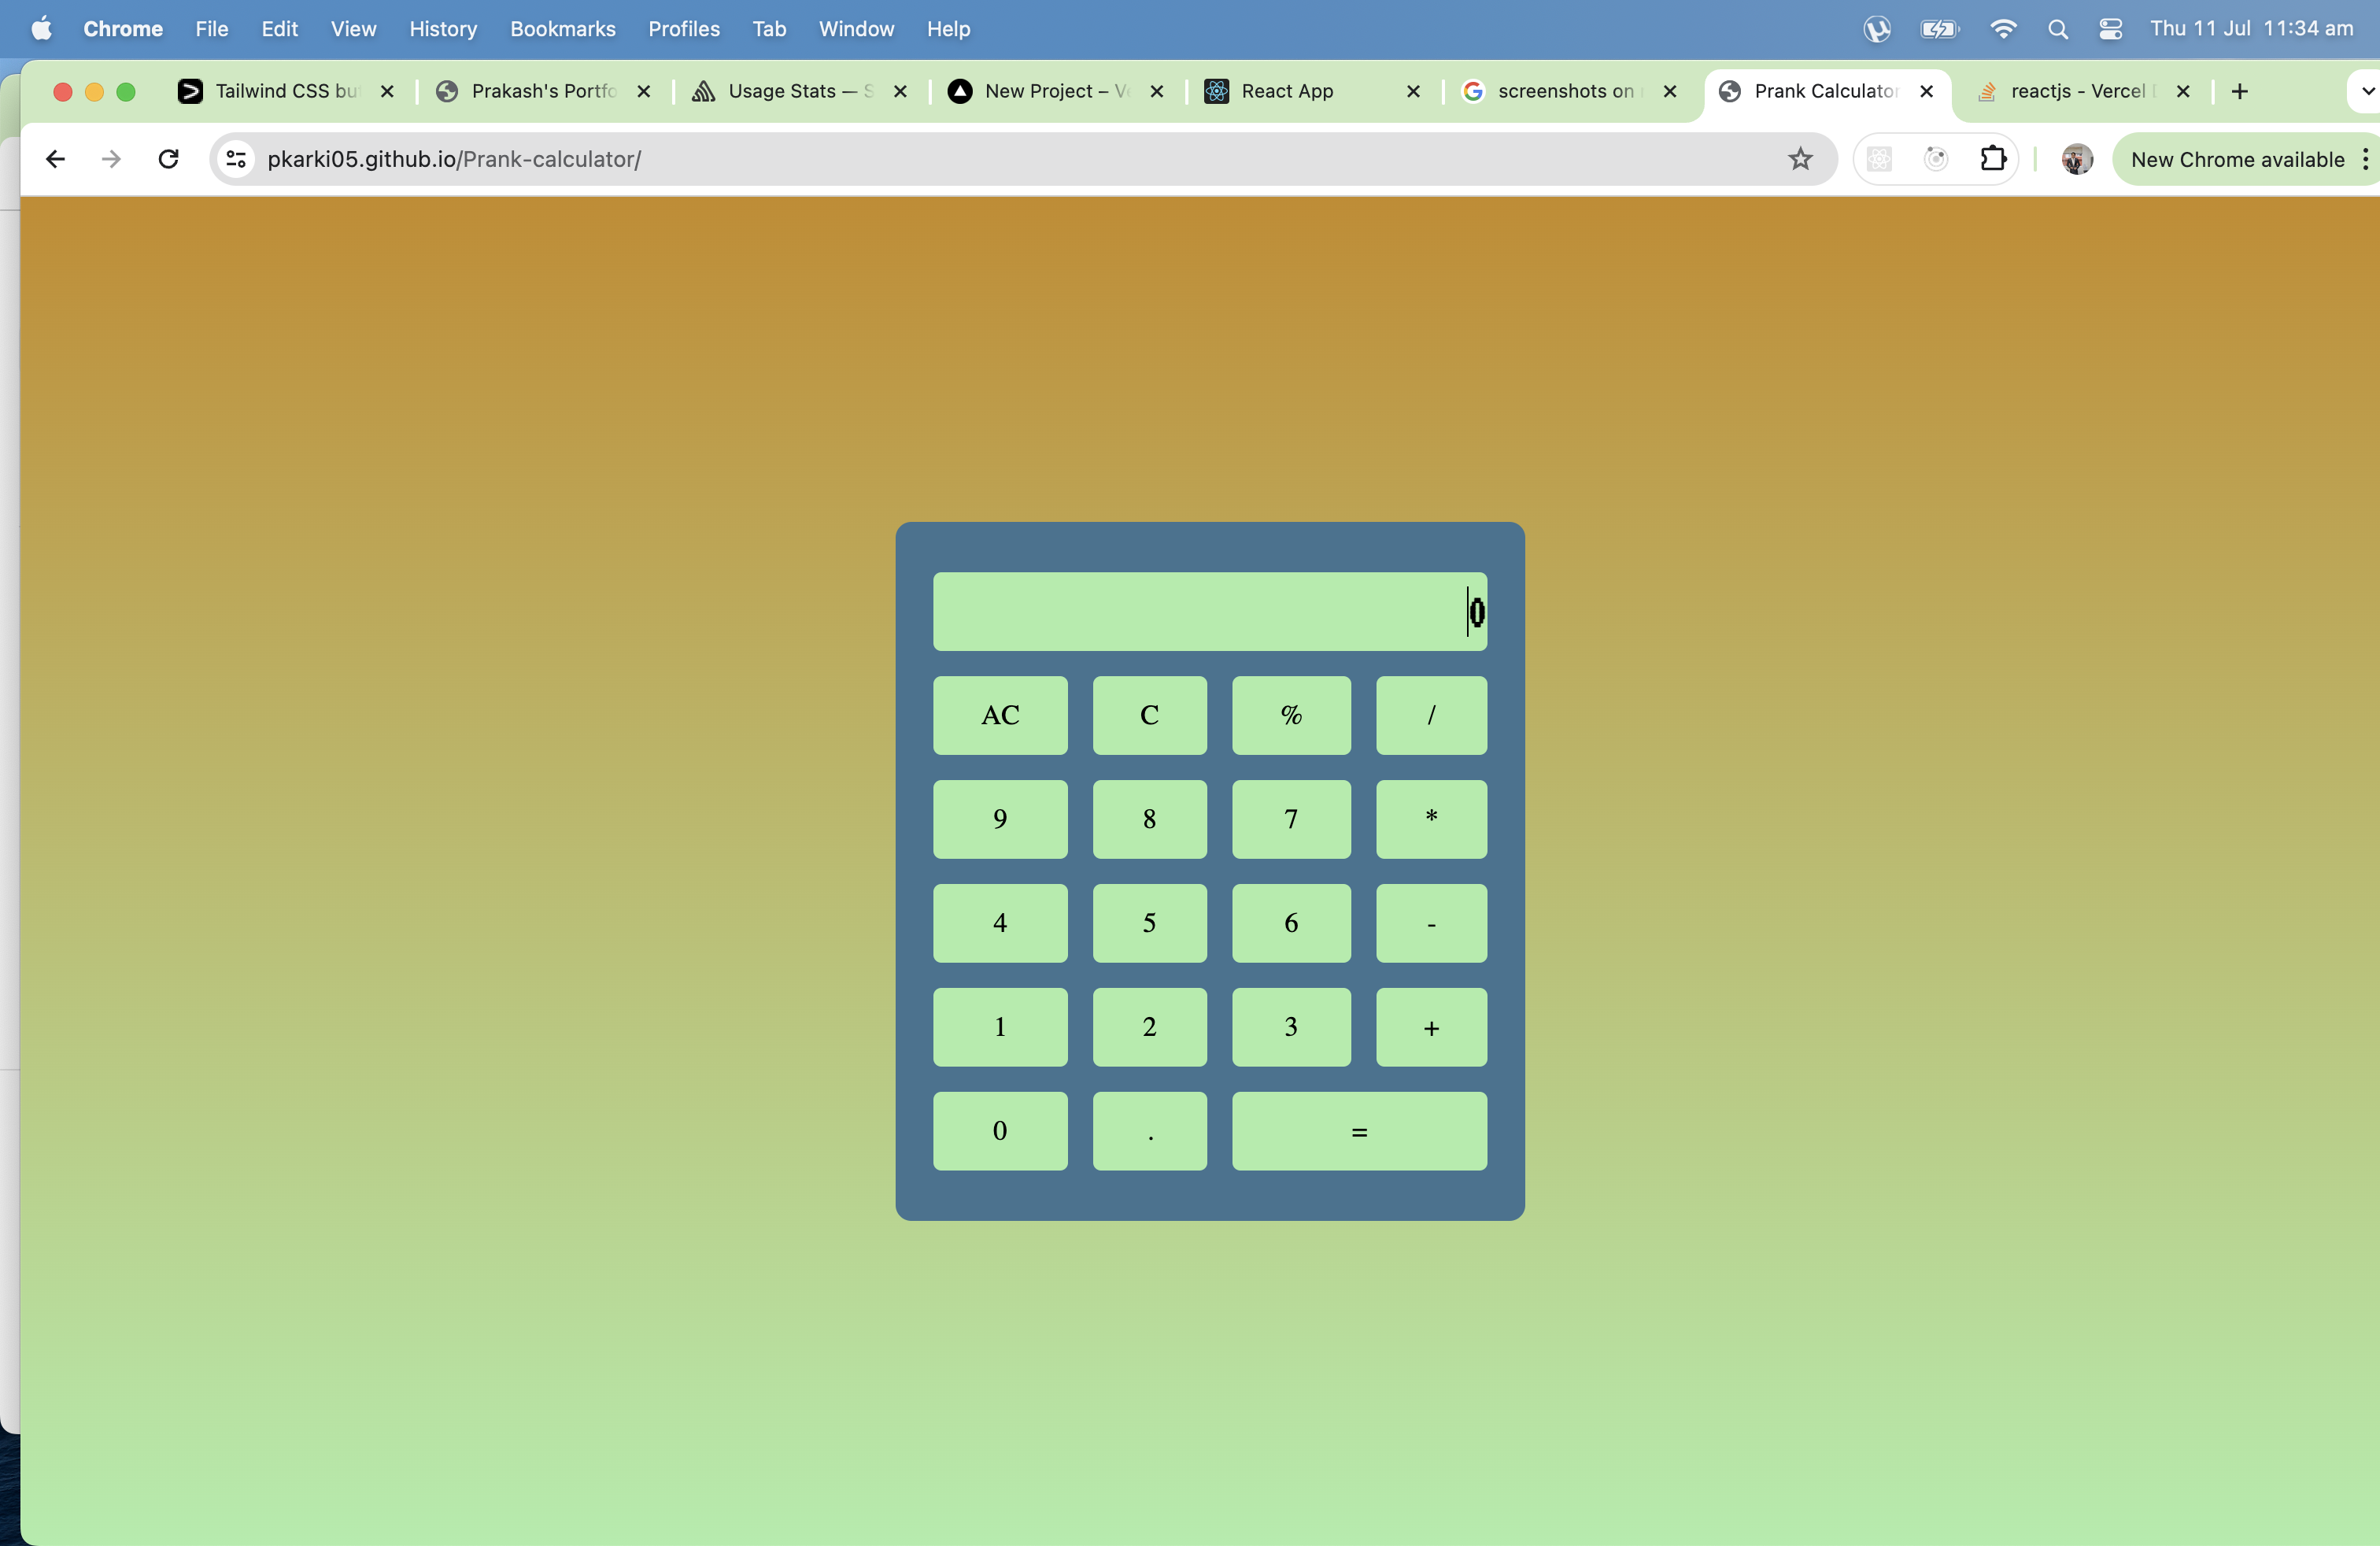 Chrome File Edit View History Bookmarks Profiles Tab Window Help Thu 11 Jul 11:34 am
Tailwind CSS bu Prakash's Portfo Usage Stats — S New Project – Ve React App screenshots on Prank Calculator reactjs - Vercel
pkarki05.github.io/Prank-calculator/ New Chrome available
0
AC C % /
9 8 7 *
4 5 6 -
1 2 3 +
0 . =